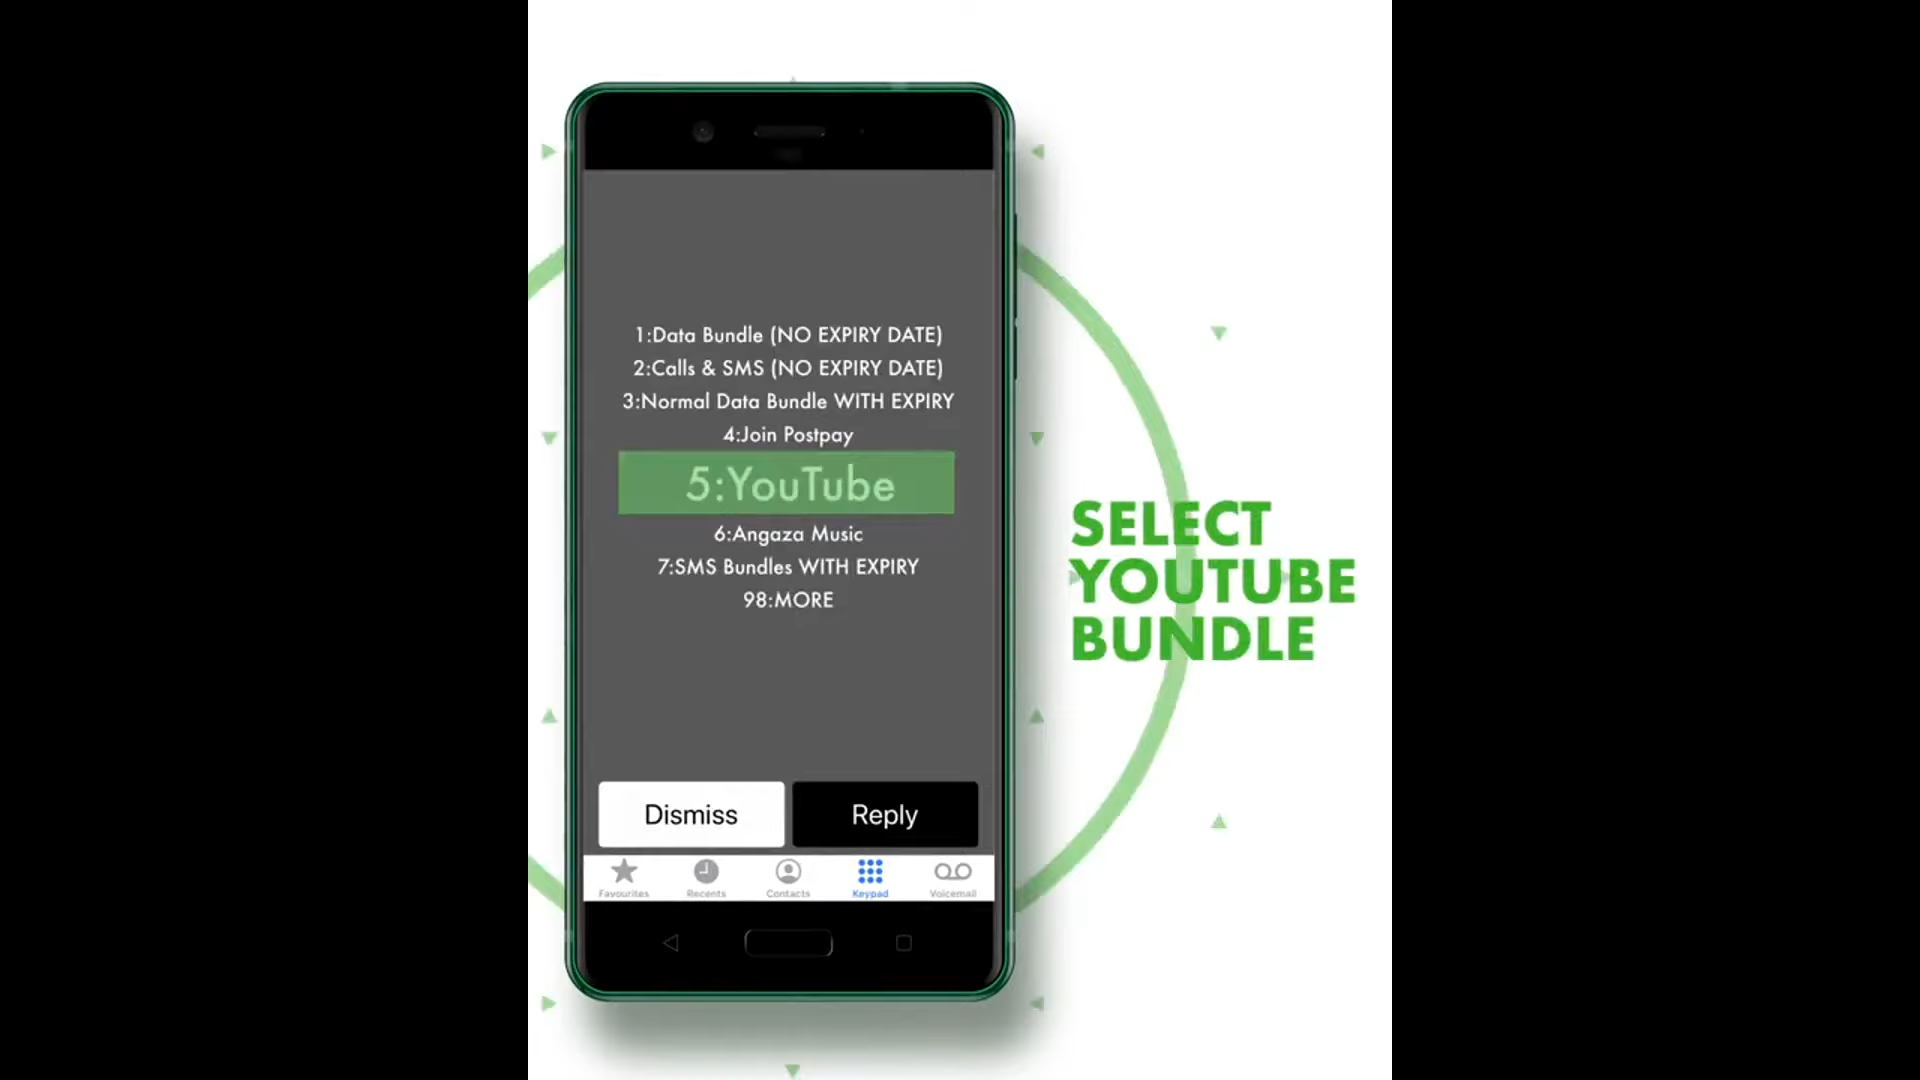 1:Data Bundle (NO EXPIRY DATE)
2:Calls & SMS (NO EXPIRY DATE)
3:Normal Data Bundle WITH EXPIRY
4:Join Postpay
5:YouTube
6:Angaza Music
7:SMS Bundles WITH EXPIRY
98:MORE
SELECT
YOUTUBE
BUNDLE
Dismiss
Reply
Favourites
Recents
Contacts
Keypad
Voicemail